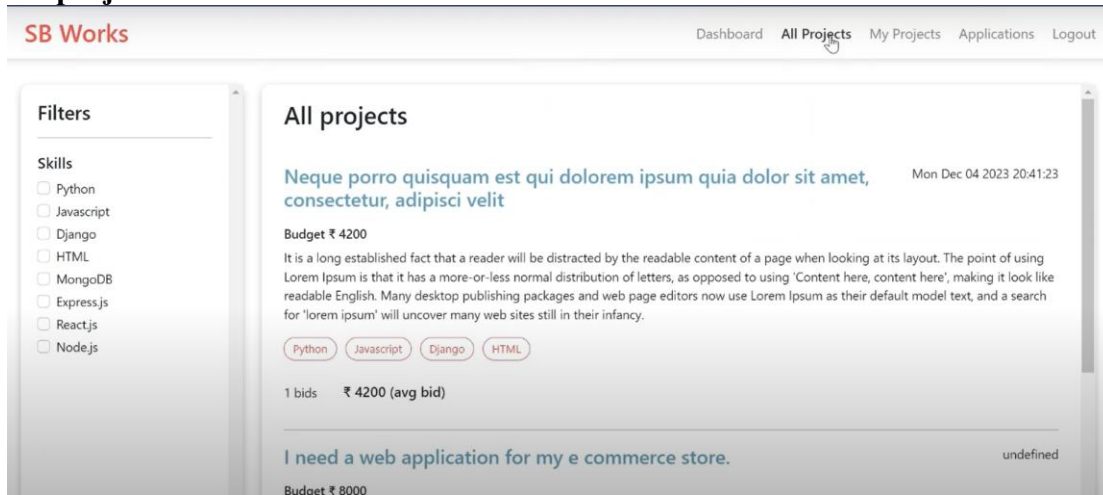 SB Works
Dashboard All Projects My Projects Applications Logout
Filters
Skills
Python
Javascript
Django
HTML
MongoDB
Express.js
React.js
Node.js
All projects
Neque porro quisquam est qui dolorem ipsum quia dolor sit amet,
consectetur, adipisci velit
Mon Dec 04 2023 20:41:23
Budget ₹ 4200
It is a long established fact that a reader will be distracted by the readable content of a page when looking at its layout. The point of using
Lorem Ipsum is that it has a more-or-less normal distribution of letters, as opposed to using 'Content here, content here', making it look like
readable English. Many desktop publishing packages and web page editors now use Lorem Ipsum as their default model text, and a search
for 'lorem ipsum' will uncover many web sites still in their infancy.
Python Javascript Django HTML
1 bids ₹ 4200 (avg bid)
I need a web application for my e commerce store.
undefined
Budget ₹ 8000